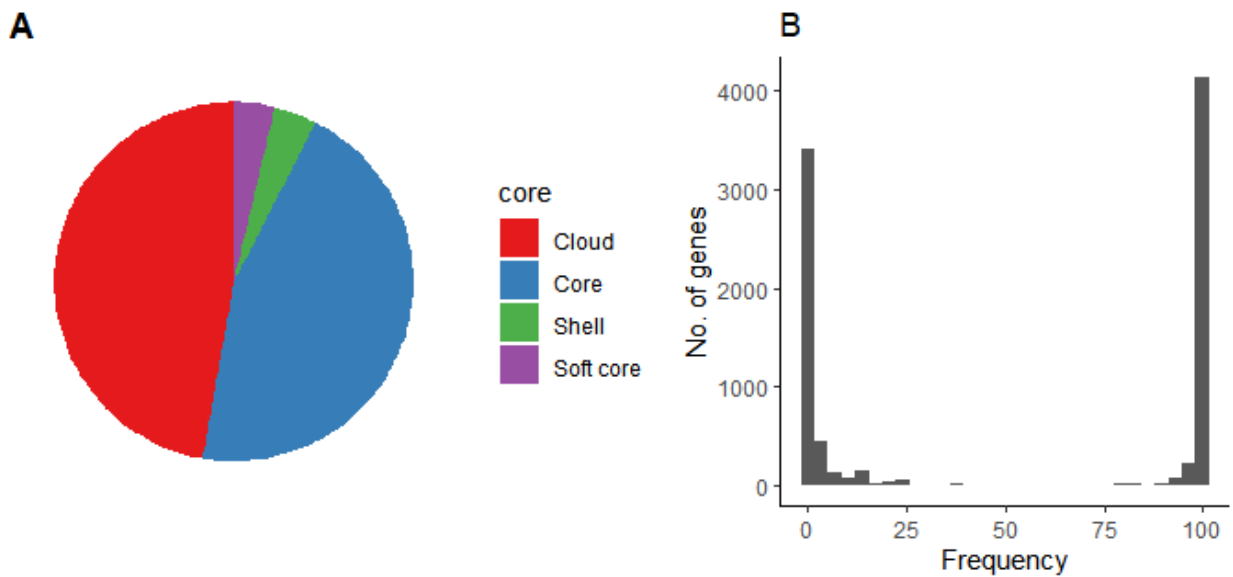 A
core
Cloud
Core
Shell
Soft core
B
No. of genes
4000
3000
2000
1000
0
0 25 50 75 100
Frequency